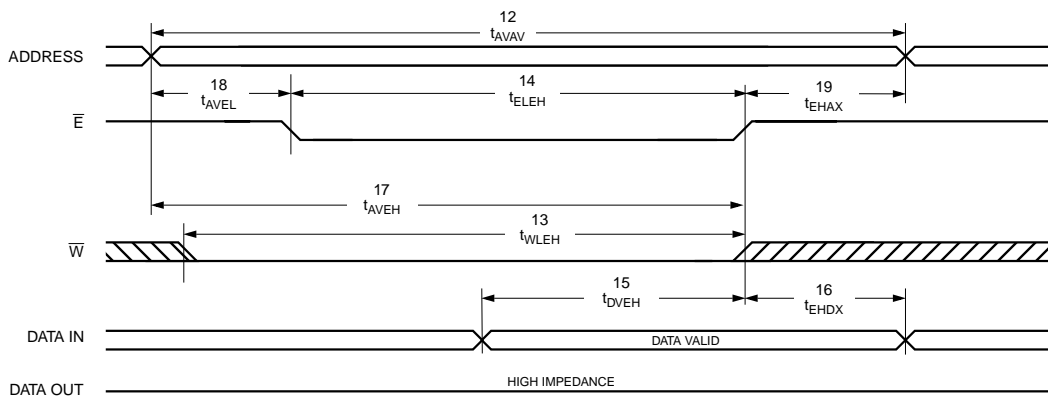 12
tAVAV
ADDRESS
18
tAVEL
14
tELEH
19
tEHAX
E
17
tAVEH
13
tWLEH
W
15
tDVEH
16
tEHDX
DATA IN
DATA VALID
DATA OUT
HIGH IMPEDANCE